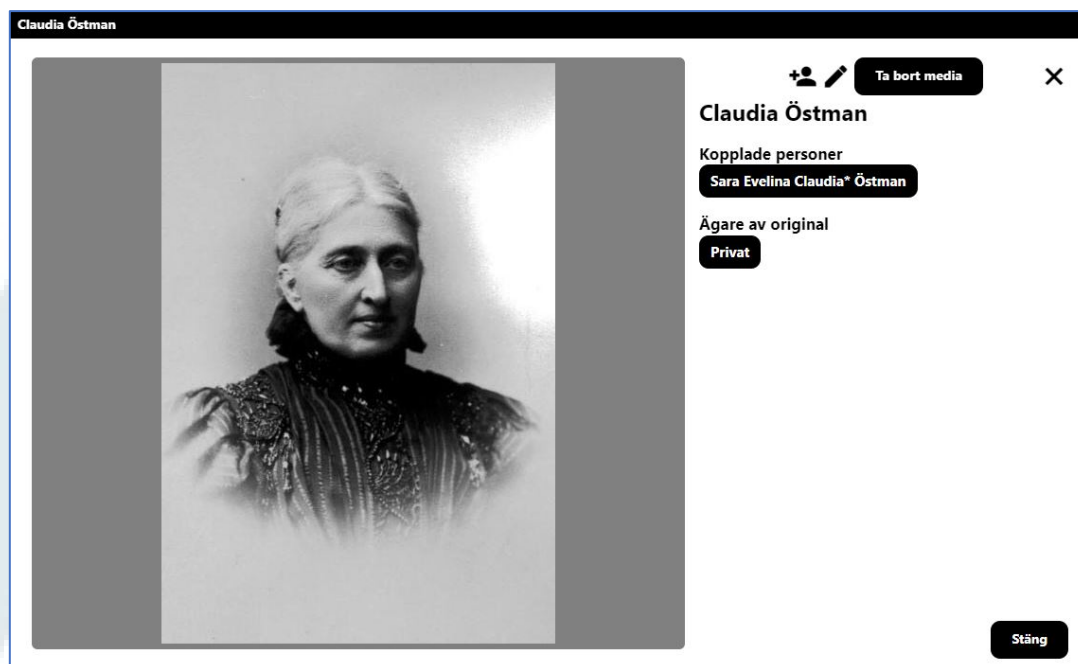 Claudia Östman
Ta bort media
Claudia Östman
Kopplade personer
Sara Evelina Claudia* Östman
Ägare av original
Privat
Stäng